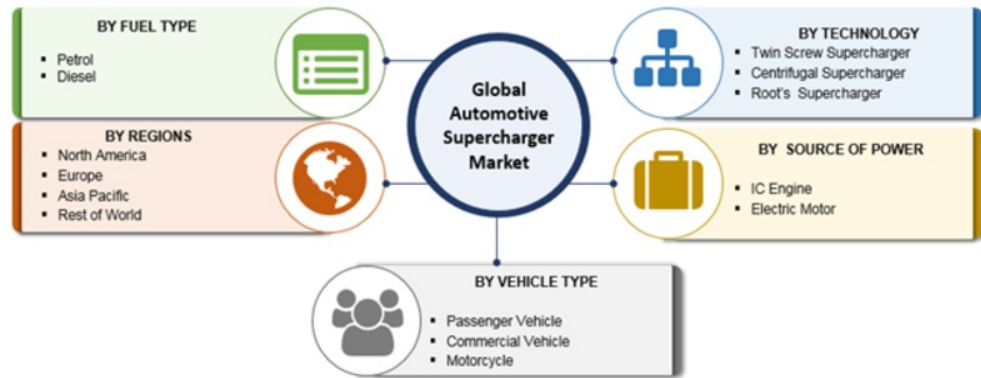 BY FUEL TYPE
▪ Petrol
▪ Diesel
BY REGIONS
▪ North America
▪ Europe
▪ Asia Pacific
▪ Rest of World
Global
Automotive
Supercharger
Market
BY TECHNOLOGY
▪ Twin Screw Supercharger
▪ Centrifugal Supercharger
▪ Root's Supercharger
BY SOURCE OF POWER
▪ IC Engine
▪ Electric Motor
BY VEHICLE TYPE
▪ Passenger Vehicle
▪ Commercial Vehicle
▪ Motorcycle